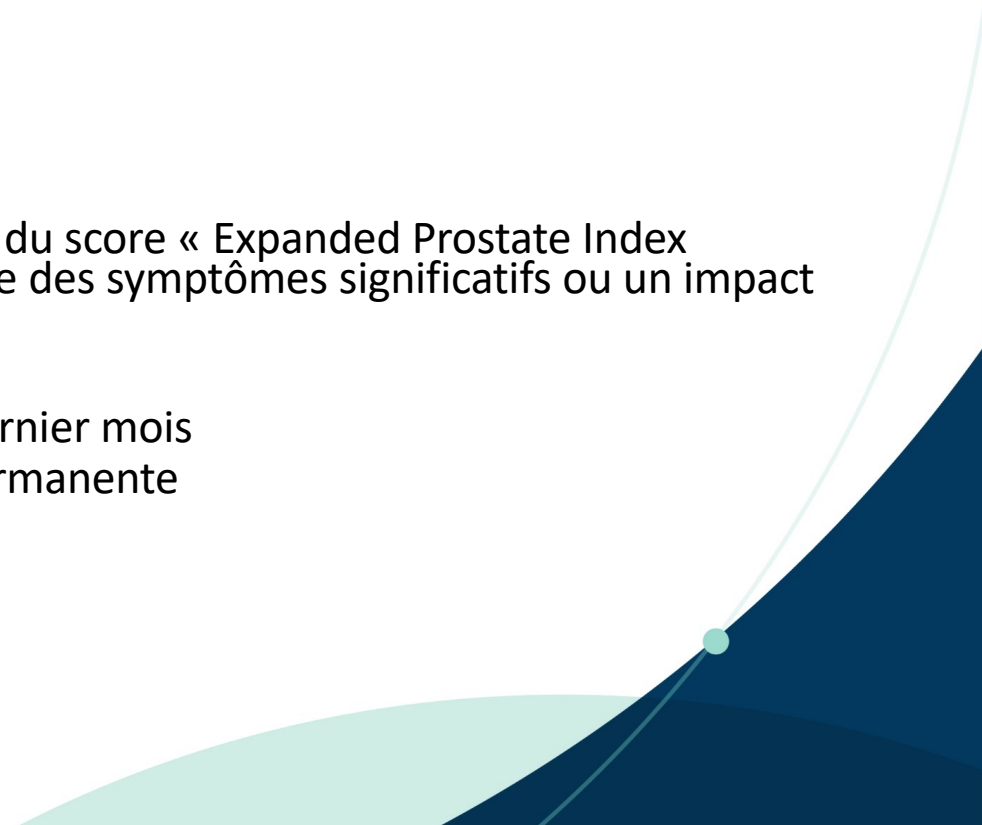 du score « Expanded Prostate Index
e des symptômes significatifs ou un impact
rnier mois
rmanente